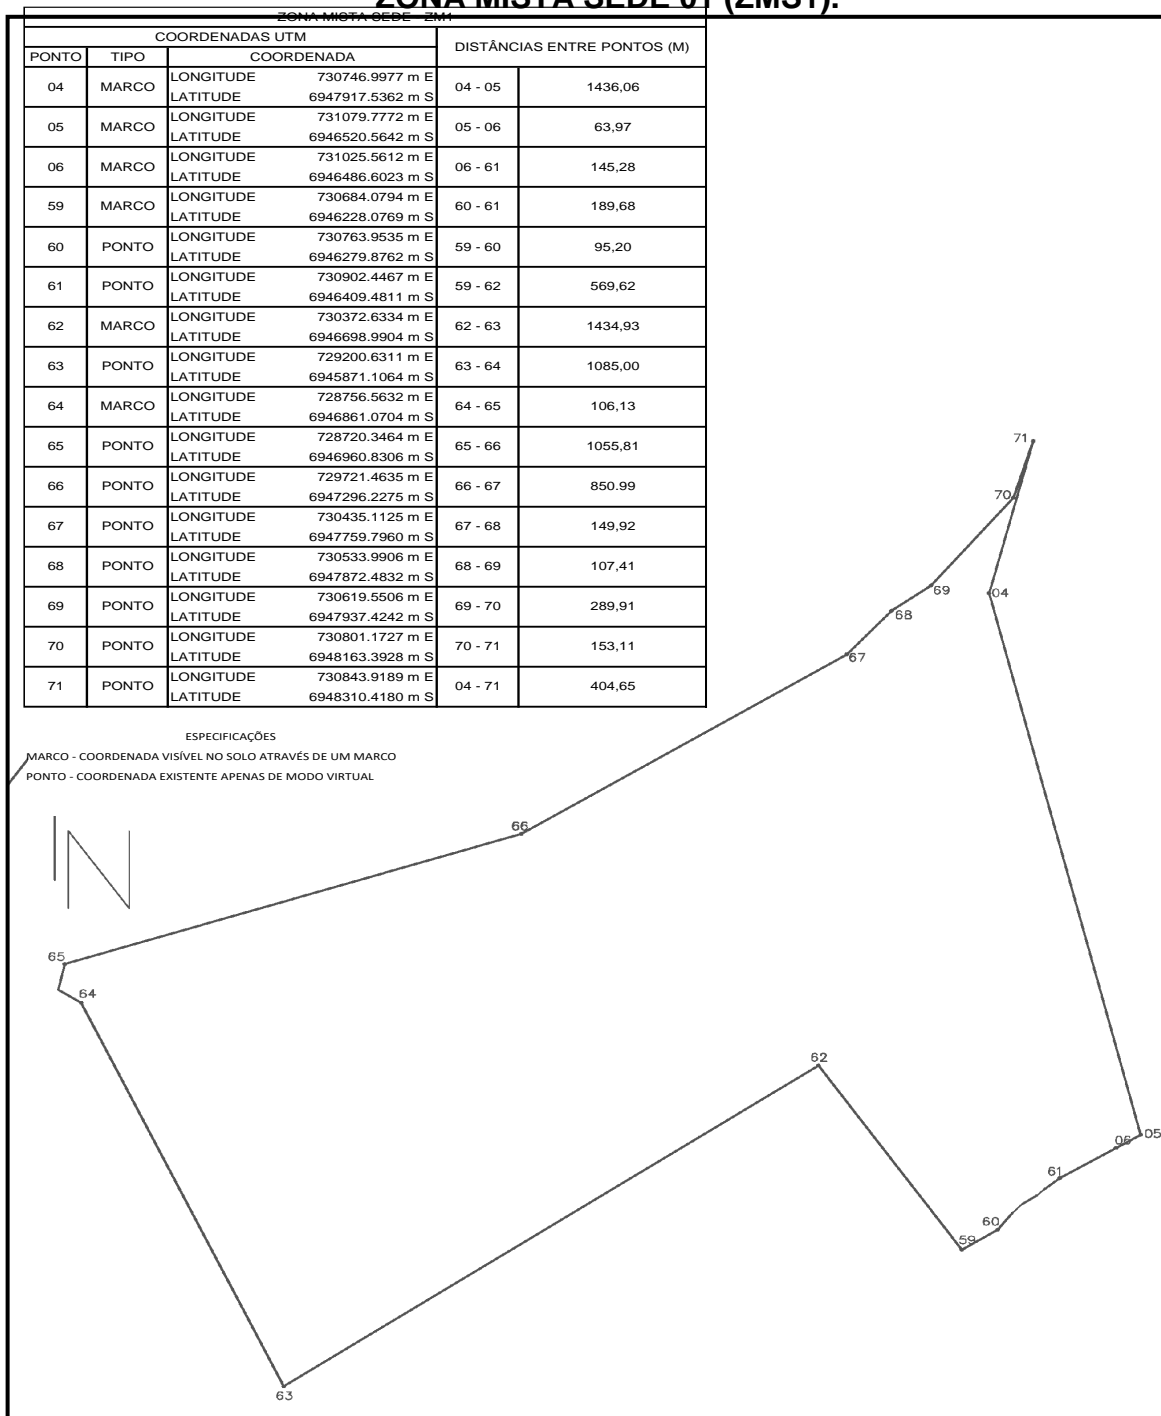 ZONA MISTA SEDE 01 (ZMS1).
ZONA MISTA SEDE - ZM1
COORDENADAS UTM DISTÂNCIAS ENTRE PONTOS (M)
PONTO TIPO COORDENADA
04 MARCO LONGITUDE 730746.9977 m E 04 - 05 1436,06
LATITUDE 6947917.5362 m S
05 MARCO LONGITUDE 731079.7772 m E 05 - 06 63,97
LATITUDE 6946520.5642 m S
06 MARCO LONGITUDE 731025.5612 m E 06 - 61 145,28
LATITUDE 6946486.6023 m S
59 MARCO LONGITUDE 730684.0794 m E 60 - 61 189,68
LATITUDE 6946228.0769 m S
60 PONTO LONGITUDE 730763.9535 m E 59 - 60 95,20
LATITUDE 6946279.8762 m S
61 PONTO LONGITUDE 730902.4467 m E 59 - 62 569,62
LATITUDE 6946409.4811 m S
62 MARCO LONGITUDE 730372.6334 m E 62 - 63 1434,93
LATITUDE 6946698.9904 m S
63 PONTO LONGITUDE 729200.6311 m E 63 - 64 1085,00
LATITUDE 6945871.1064 m S
64 MARCO LONGITUDE 728756.5632 m E 64 - 65 106,13
LATITUDE 6946861.0704 m S
65 PONTO LONGITUDE 728720.3464 m E 65 - 66 1055,81
LATITUDE 6946960.8306 m S
66 PONTO LONGITUDE 729721.4635 m E 66 - 67 850.99
LATITUDE 6947296.2275 m S
67 PONTO LONGITUDE 730435.1125 m E 67 - 68 149,92
LATITUDE 6947759.7960 m S
68 PONTO LONGITUDE 730533.9906 m E 68 - 69 107,41
LATITUDE 6947872.4832 m S
69 PONTO LONGITUDE 730619.5506 m E 69 - 70 289,91
LATITUDE 6947937.4242 m S
70 PONTO LONGITUDE 730801.1727 m E 70 - 71 153,11
LATITUDE 6948163.3928 m S
71 PONTO LONGITUDE 730843.9189 m E 04 - 71 404,65
LATITUDE 6948310.4180 m S
ESPECIFICAÇÕES
MARCO - COORDENADA VISÍVEL NO SOLO ATRAVÉS DE UM MARCO
PONTO - COORDENADA EXISTENTE APENAS DE MODO VIRTUAL
71
70
69
04
68
67
66
N
65
64
62
05
06
61
60
59
63